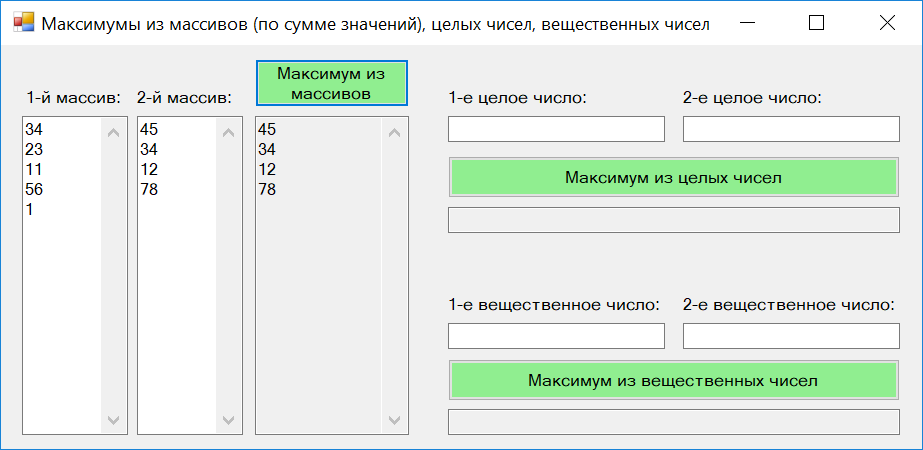 Максимумы из массивов (по сумме значений), целых чисел, вещественных чисел
1-й массив:
34
23
11
56
1
2-й массив:
45
34
12
78
Максимум из
массивов
45
34
12
78
1-е целое число:
2-е целое число:
Максимум из целых чисел
1-е вещественное число:
2-е вещественное число:
Максимум из вещественных чисел